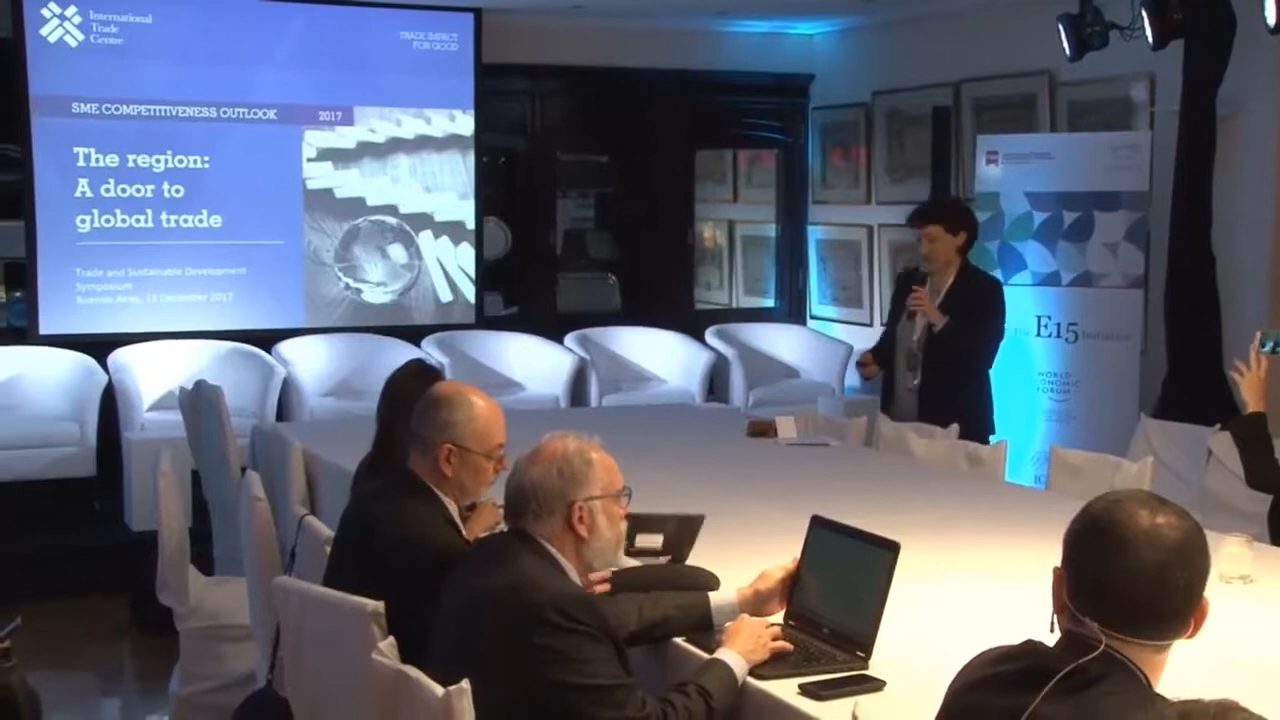 International
Trade
Centre
TRADE IMPACT
FOR GOOD
SME COMPETITIVENESS OUTLOOK
2017
The region:
A door to
global trade
Trade and Sustainable Development
Symposium
Buenos Aires, 13 December 2017
The E15 Initiative
WORLD
ECONOMIC
FORUM